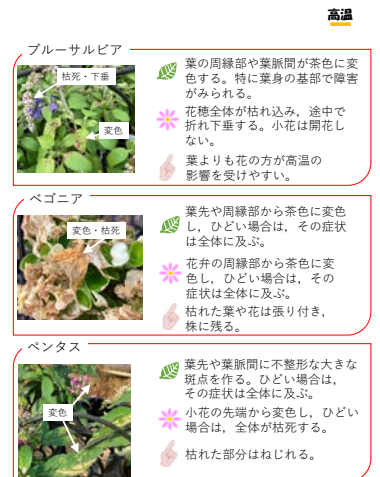 高温
ブルーサルビア
枯死・下垂
変色
葉の周縁部や葉脈間が茶色に変
色する。特に葉身の基部で障害
がみられる。
花穂全体が枯れ込み，途中で
折れ下垂する。小花は開花し
ない。
葉よりも花の方が高温の
影響を受けやすい。
ベゴニア
変色・枯死
葉先や周縁部から茶色に変色
し，ひどい場合は，その症状
は全体に及ぶ。
花弁の周縁部から茶色に変
色し，ひどい場合は，その
症状は全体に及ぶ。
枯れた葉や花は張り付き，
株に残る。
ペンタス
変色
葉先や葉脈間に不整形な大きな
斑点を作る。ひどい場合は，
その症状は全体に及ぶ。
小花の先端から変色し，ひどい
場合は，全体が枯死する。
枯れた部分はねじれる。